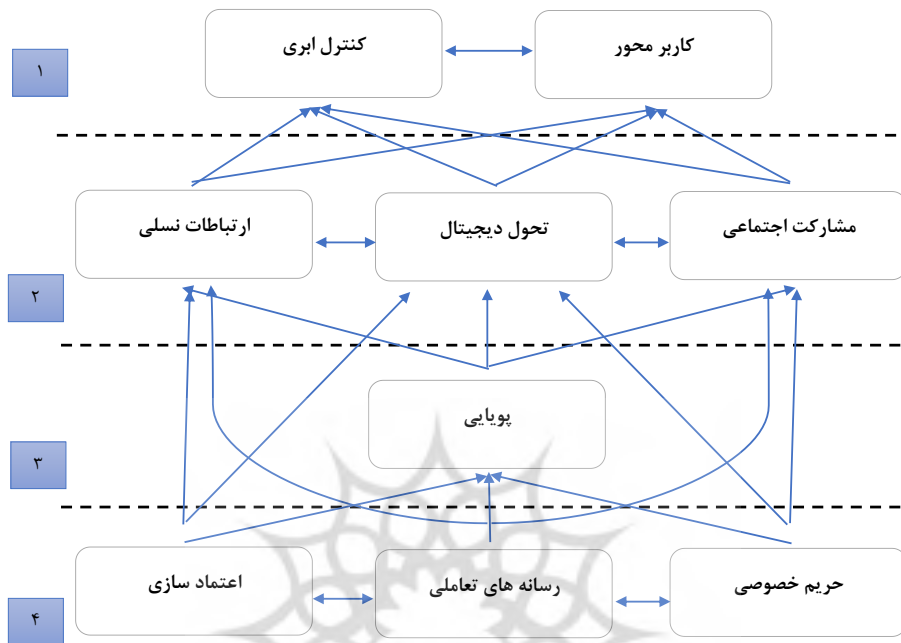 کاربر محور
کنترل ابری
۱
مشارکت اجتماعی
تحول دیجیتال
ارتباطات نسلی
۲
پویایی
۳
حریم خصوصی
رسانه های تعاملی
اعتماد سازی
۴